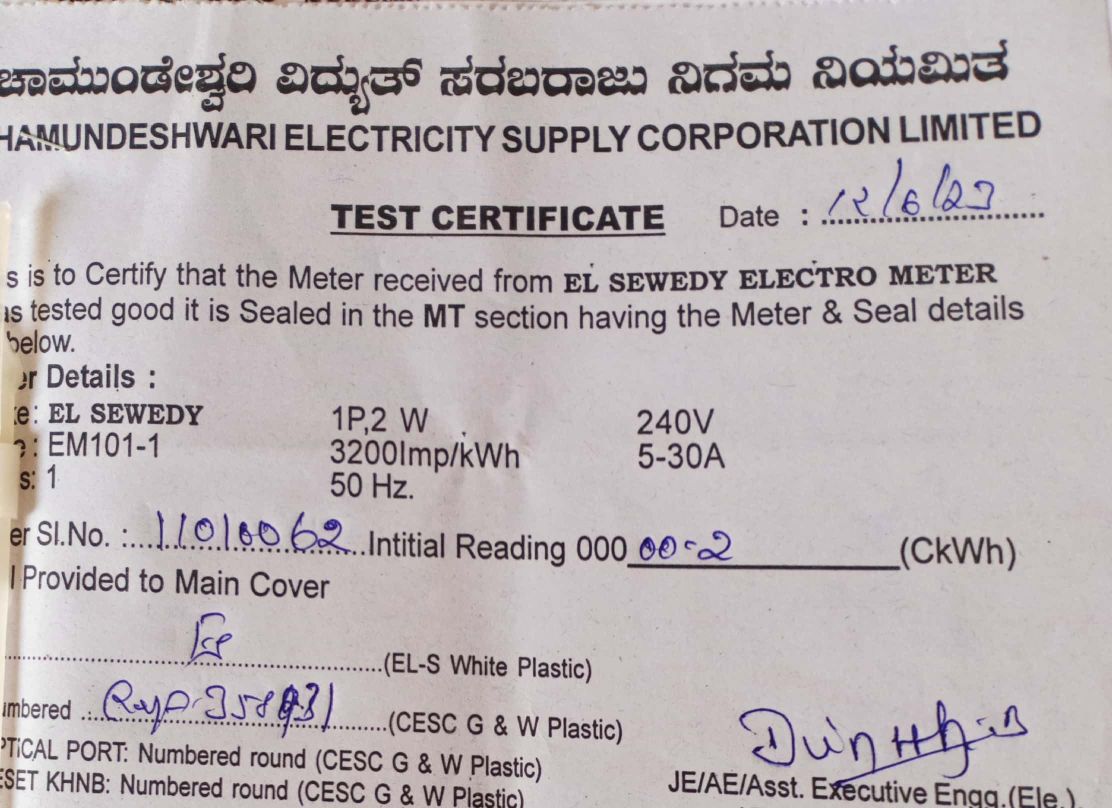 ಚಾಮುಂಡೇಶ್ವರಿ ವಿದ್ಯುತ್ ಸರಬರಾಜು ನಿಗಮ ನಿಯಮಿತ
HAMUNDESHWARI ELECTRICITY SUPPLY CORPORATION LIMITED
TEST CERTIFICATE Date : 12/6/23
s is to Certify that the Meter received from EL SEWEDY ELECTRO METER
as tested good it is Sealed in the MT section having the Meter & Seal details
below.
er Details :
e: EL SEWEDY 1P,2 W 240V
: EM101-1 3200Imp/kWh 5-30A
s: 1 50 Hz.
er Sl.No. : 11010062 Intitial Reading 000 00-2 (CkWh)
l Provided to Main Cover
(EL-S White Plastic)
umbered (CESC G & W Plastic)
PTICAL PORT: Numbered round (CESC G & W Plastic)
ESET KHNB: Numbered round (CESC G & W Plastic)
JE/AE/Asst. Executive Engg.(Ele.)